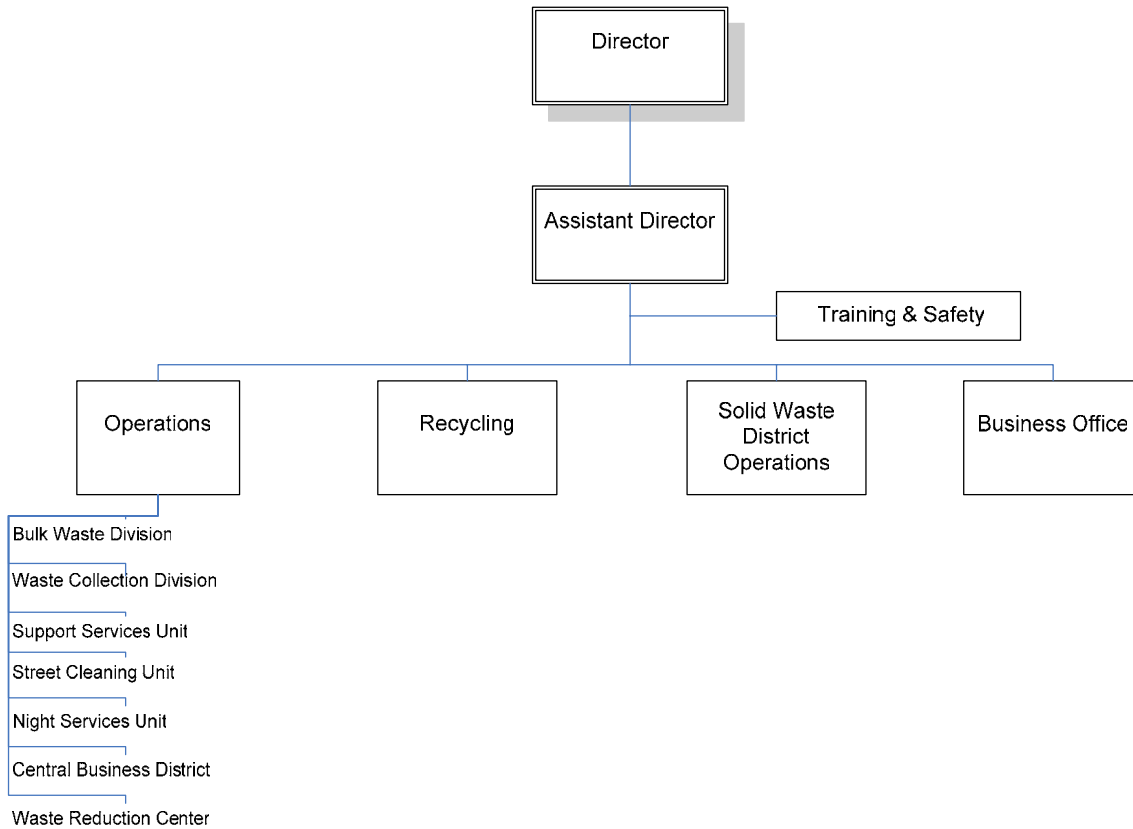 Director
Assistant Director
Training & Safety
Operations
Recycling
Solid Waste
District
Operations
Business Office
Bulk Waste Division
Waste Collection Division
Support Services Unit
Street Cleaning Unit
Night Services Unit
Central Business District
Waste Reduction Center